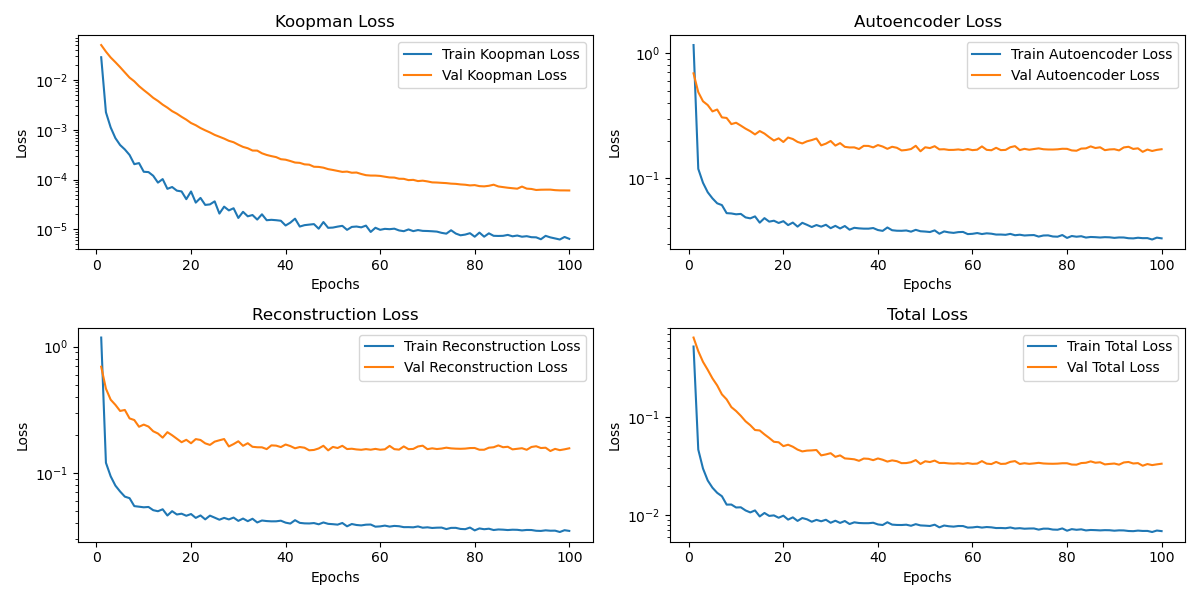 Koopman Loss
Loss
10^-2
10^-3
10^-4
10^-5
Train Koopman Loss
Val Koopman Loss
0 20 40 60 80 100
Epochs
Autoencoder Loss
Loss
10^0
10^-1
Train Autoencoder Loss
Val Autoencoder Loss
0 20 40 60 80 100
Epochs
Reconstruction Loss
Loss
10^0
10^-1
Train Reconstruction Loss
Val Reconstruction Loss
0 20 40 60 80 100
Epochs
Total Loss
Loss
10^-1
10^-2
Train Total Loss
Val Total Loss
0 20 40 60 80 100
Epochs